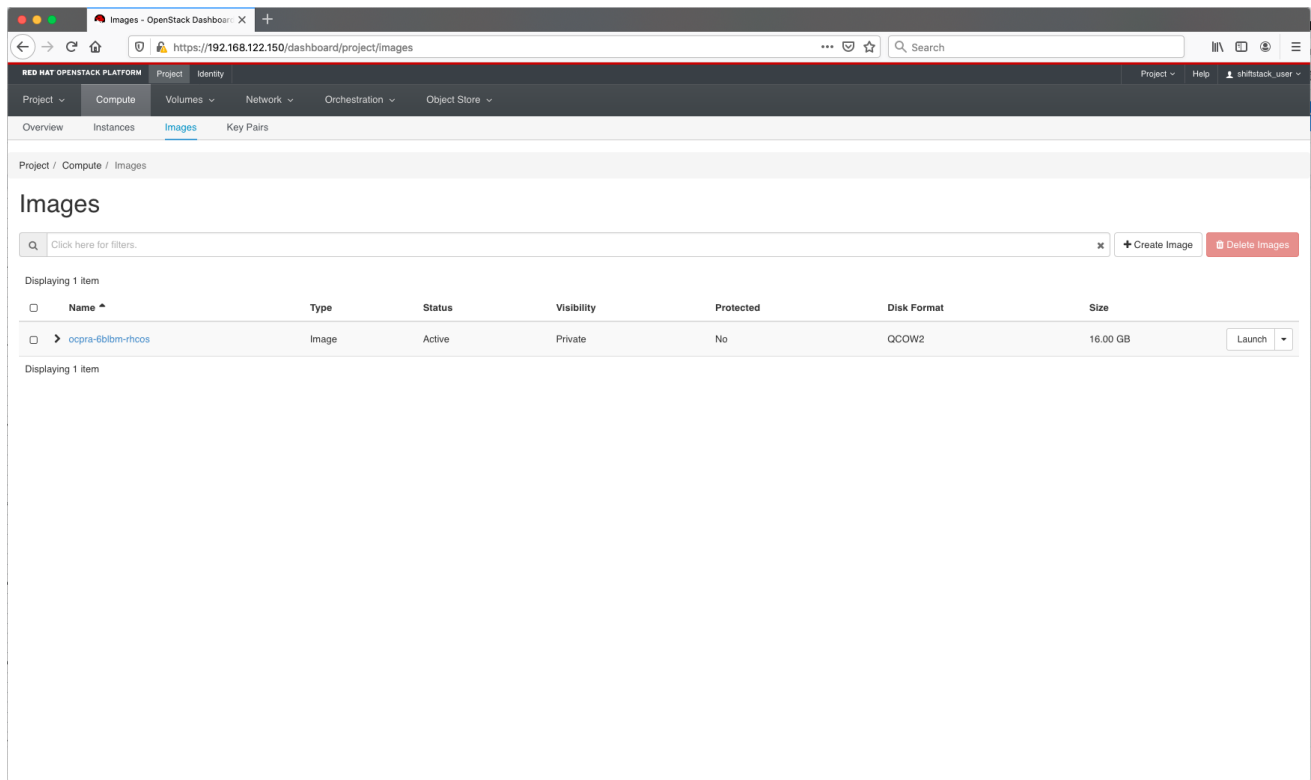 Images - OpenStack Dashboard
https://192.168.122.150/dashboard/project/images
Search
RED HAT OPENSTACK PLATFORM Project Identity Project Help shiftstack_user
Project Compute Volumes Network Orchestration Object Store
Overview Instances Images Key Pairs
Project / Compute / Images
Images
Click here for filters. Create Image Delete Images
Displaying 1 item
Name Type Status Visibility Protected Disk Format Size
ocpra-6blbm-rhcos Image Active Private No QCOW2 16.00 GB Launch
Displaying 1 item